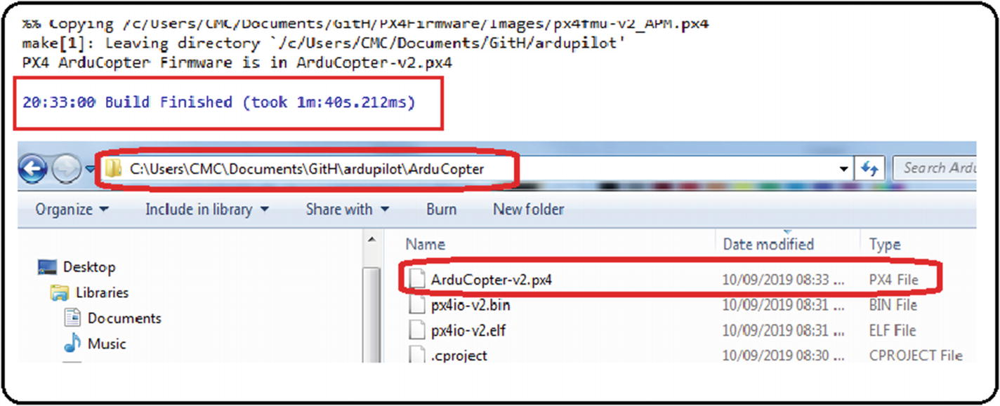 %% Copying /c/Users/CMC/Documents/GitH/PX4Firmware/Images/px4fmu-v2_APM.px4
make[1]: Leaving directory `/c/Users/CMC/Documents/GitH/ardupilot'
PX4 ArduCopter Firmware is in ArduCopter-v2.px4
20:33:00 Build Finished (took 1m:40s.212ms)
C:\Users\CMC\Documents\GitH\ardupilot\ArduCopter
Search Ardu
Organize Include in library Share with Burn New folder
Name Date modified Type
Desktop
Libraries
Documents
Music
ArduCopter-v2.px4 10/09/2019 08:33 ... PX4 File
px4io-v2.bin 10/09/2019 08:31 ... BIN File
px4io-v2.elf 10/09/2019 08:31 ... ELF File
.cproject 10/09/2019 08:30 ... CPROJECT File